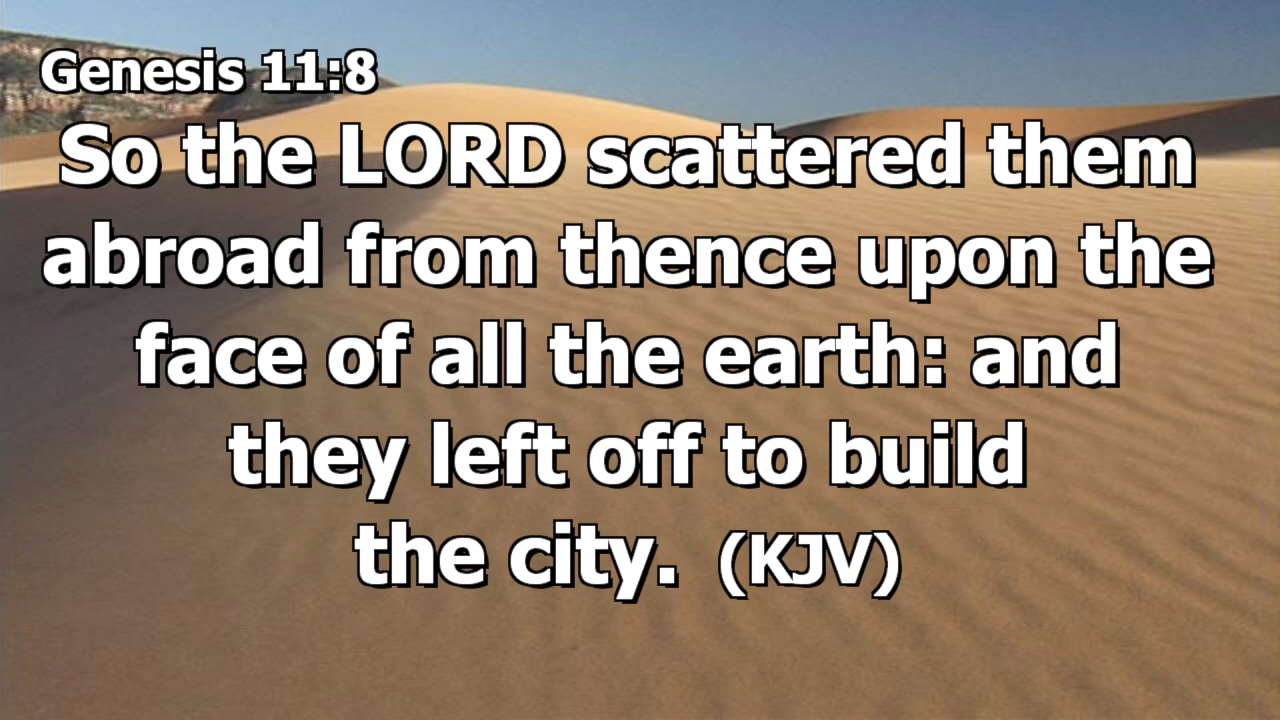 Genesis 11:8
So the LORD scattered them
abroad from thence upon the
face of all the earth: and
they left off to build
the city. (KJV)